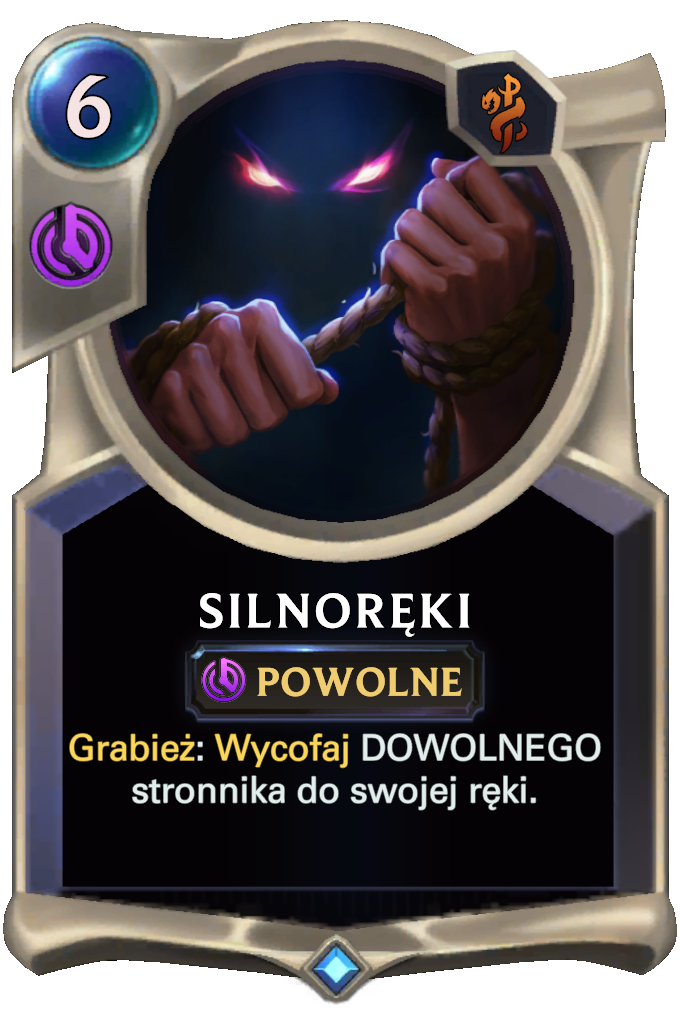 6
SILNORĘKI
POWOLNE
Grabież: Wycofaj DOWOLNEGO
stronnika do swojej ręki.